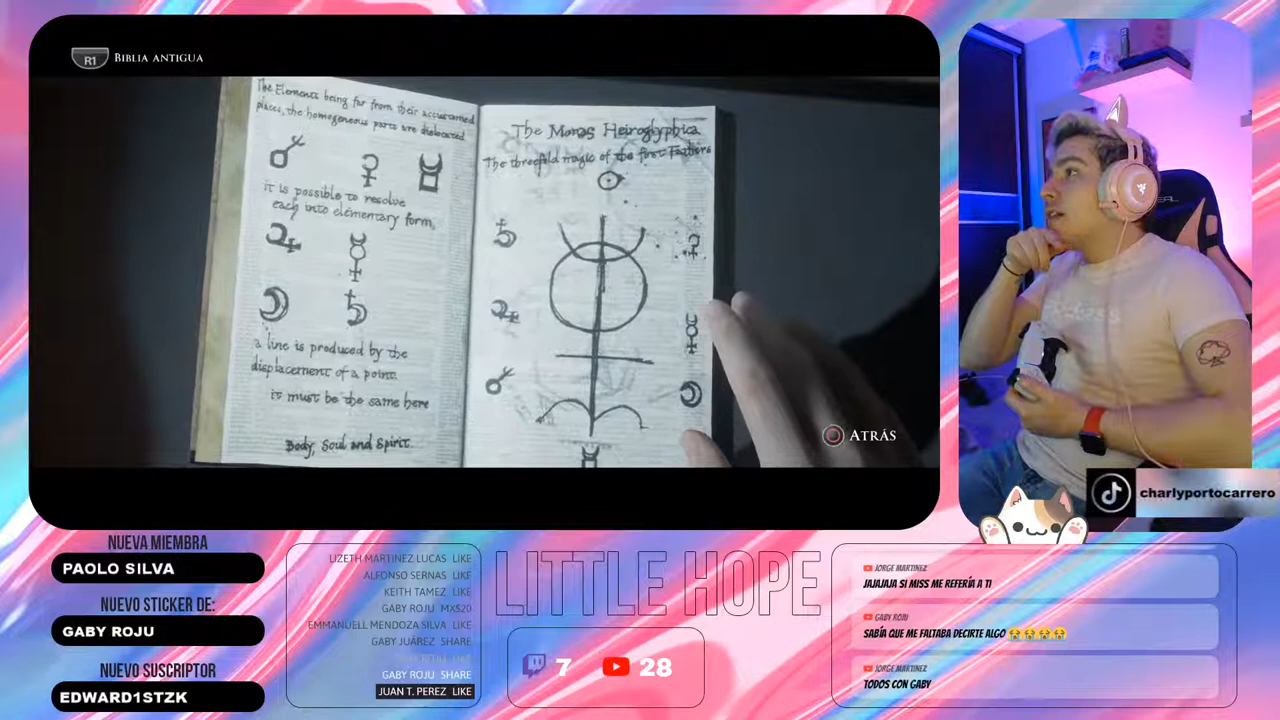 R1 BIBLIA ANTIGUA
The Elements being far from their accustomed
places, the homogeneous parts are dislocated
it is possible to resolve
each into elementary form,
a line is produced by the
displacement of a point.
it must be the same here
Body, Soul and Spirit.
The Monas Heiroglyphica
The threefold magic of the first Fathers
ATRÁS
charlyportocarrero
NUEVA MIEMBRA
PAOLO SILVA
NUEVO STICKER DE:
GABY ROJU
NUEVO SUSCRIPTOR
EDWARD1STZK
LIZETH MARTINEZ LUCAS LIKE
ALFONSO SERNAS LIKE
KEITH TAMEZ LIKE
GABY ROJU MX$20
EMMANUELL MENDOZA SILVA LIKE
GABY JUÁREZ SHARE
GABY ROJU SHARE
JUAN T. PEREZ LIKE
LITTLE HOPE
7 28
JORGE MARTINEZ
JAJAJAJA SI MISS ME REFERÍA A TI
GABY ROJU
SABÍA QUE ME FALTABA DECIRTE ALGO 😭😭😭😭
JORGE MARTINEZ
TODOS CON GABY